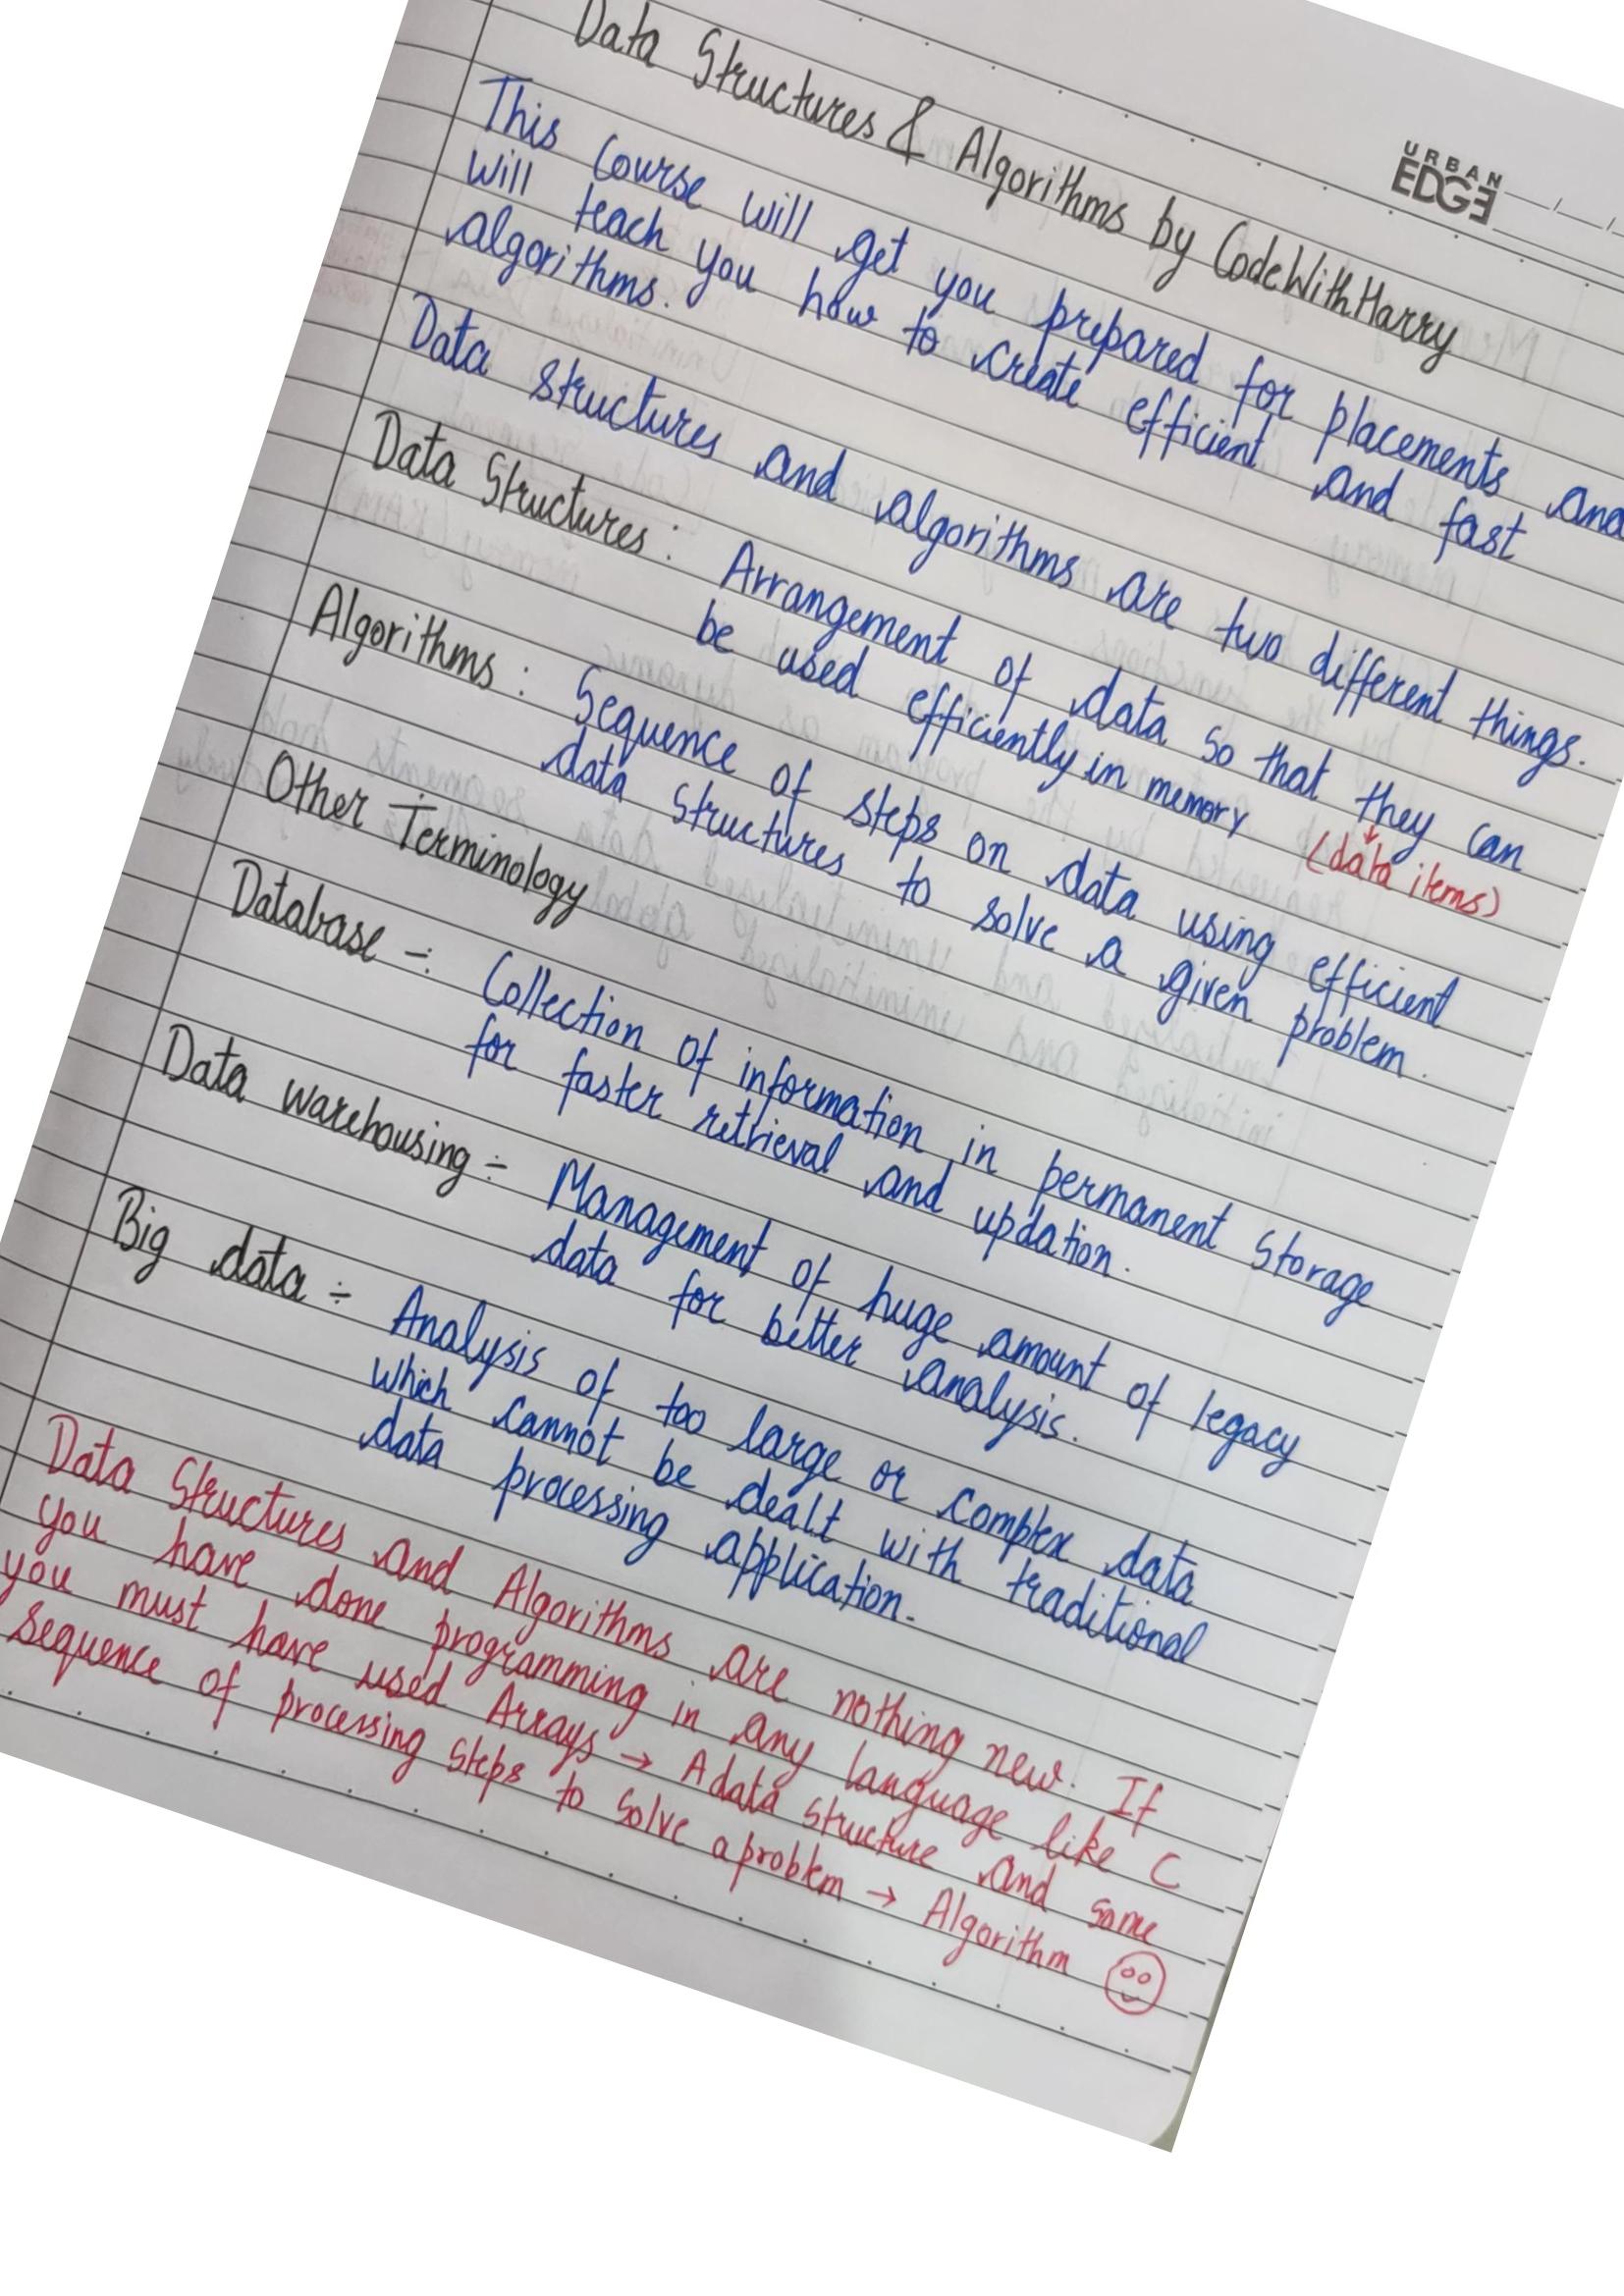 URBAN
EDGE
Data Structures & Algorithms by CodeWithHarry
This Course will get you prepared for placements and
will teach you how to create efficient and fast
algorithms.
Data structures and algorithms are two different things.
Data Structures : Arrangement of data so that they can
be used efficiently in memory (data items)
Algorithms : Sequence of steps on data using efficient
data structures to solve a given problem.
Other Terminology
Database -: Collection of information in permanent storage
for faster retrieval and updation.
Data warehousing ÷ Management of huge amount of legacy
data for better analysis.
Big data ÷ Analysis of too large or complex data
which cannot be dealt with traditional
data processing application.
Data Structures and Algorithms are nothing new. If
you have done programming in any language like C
you must have used Arrays → A data structure and some
Sequence of processing steps to solve a problem → Algorithm ☺